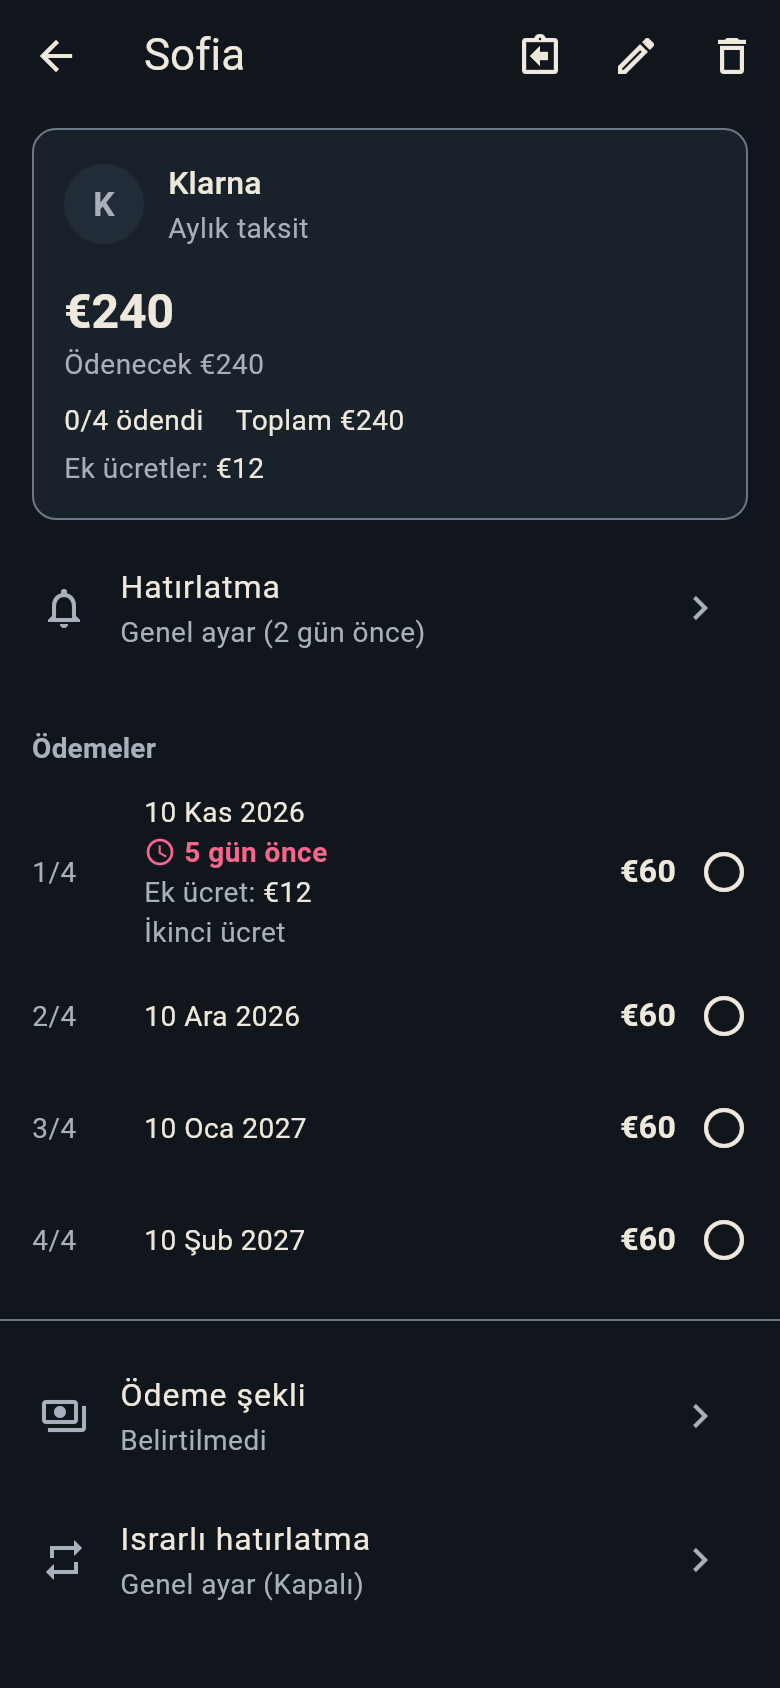 Sofia
K
Klarna
Aylık taksit
€240
Ödenecek €240
0/4 ödendi Toplam €240
Ek ücretler: €12
Hatırlatma
Genel ayar (2 gün önce)
Ödemeler
1/4
10 Kas 2026
5 gün önce
Ek ücret: €12
İkinci ücret
€60
2/4 10 Ara 2026 €60
3/4 10 Oca 2027 €60
4/4 10 Şub 2027 €60
Ödeme şekli
Belirtilmedi
Israrlı hatırlatma
Genel ayar (Kapalı)